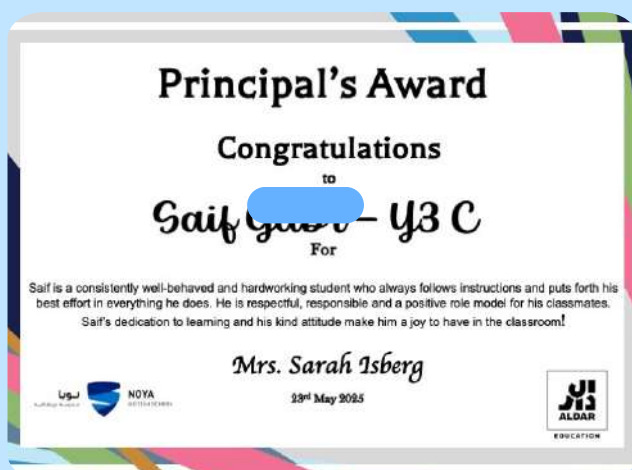 Principal's Award
Congratulations
to
Saif – Y3 C
For
Saif is a consistently well-behaved and hardworking student who always follows instructions and puts forth his
best effort in everything he does. He is respectful, responsible and a positive role model for his classmates.
Saif's dedication to learning and his kind attitude make him a joy to have in the classroom!
Mrs. Sarah Isberg
23rd May 2025
نويا
NOYA
الدار
ALDAR
EDUCATION